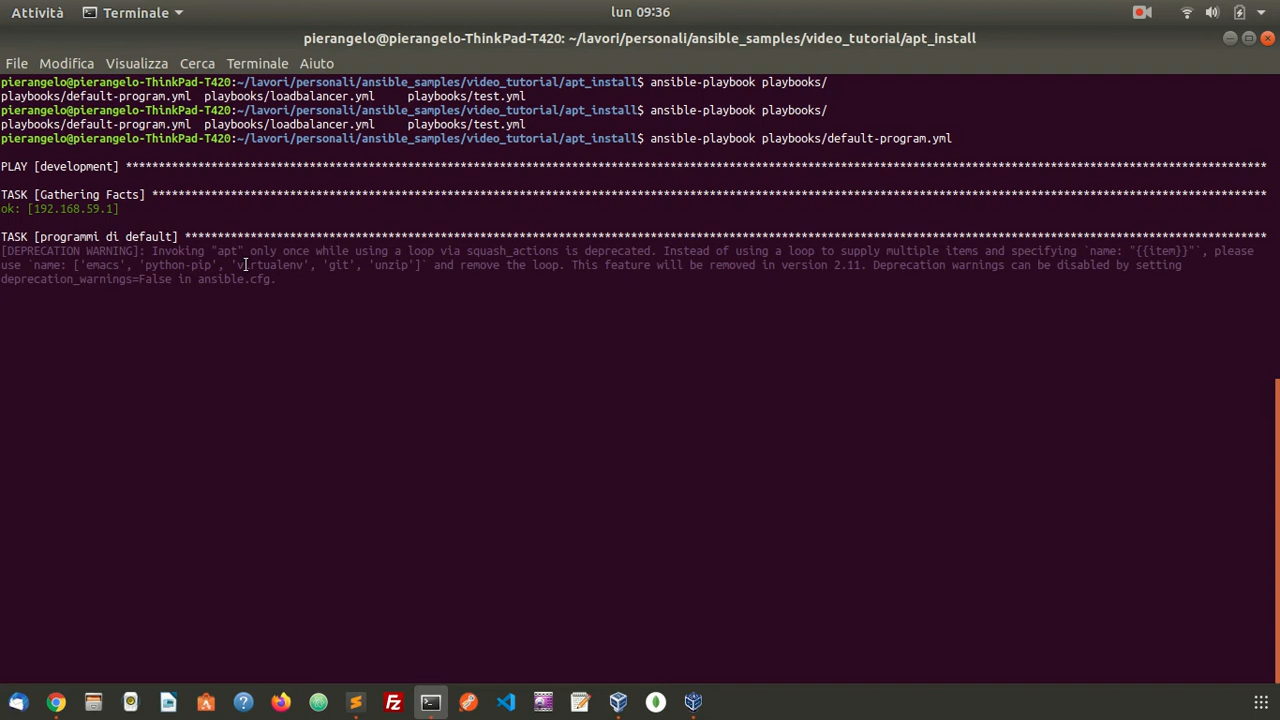 Attività Terminale lun 09:36
pierangelo@pierangelo-ThinkPad-T420: ~/lavori/personali/ansible_samples/video_tutorial/apt_install
File Modifica Visualizza Cerca Terminale Aiuto
pierangelo@pierangelo-ThinkPad-T420:~/lavori/personali/ansible_samples/video_tutorial/apt_install$ ansible-playbook playbooks/
playbooks/default-program.yml playbooks/loadbalancer.yml playbooks/test.yml
pierangelo@pierangelo-ThinkPad-T420:~/lavori/personali/ansible_samples/video_tutorial/apt_install$ ansible-playbook playbooks/
playbooks/default-program.yml playbooks/loadbalancer.yml playbooks/test.yml
pierangelo@pierangelo-ThinkPad-T420:~/lavori/personali/ansible_samples/video_tutorial/apt_install$ ansible-playbook playbooks/default-program.yml
PLAY [development] ******************************************************************************************************************************************************************************
TASK [Gathering Facts] **************************************************************************************************************************************************************************
ok: [192.168.59.1]
TASK [programmi di default] *********************************************************************************************************************************************************************
[DEPRECATION WARNING]: Invoking "apt" only once while using a loop via squash_actions is deprecated. Instead of using a loop to supply multiple items and specifying `name: "{{item}}"`, please
use `name: ['emacs', 'python-pip', 'virtualenv', 'git', 'unzip']` and remove the loop. This feature will be removed in version 2.11. Deprecation warnings can be disabled by setting
deprecation_warnings=False in ansible.cfg.